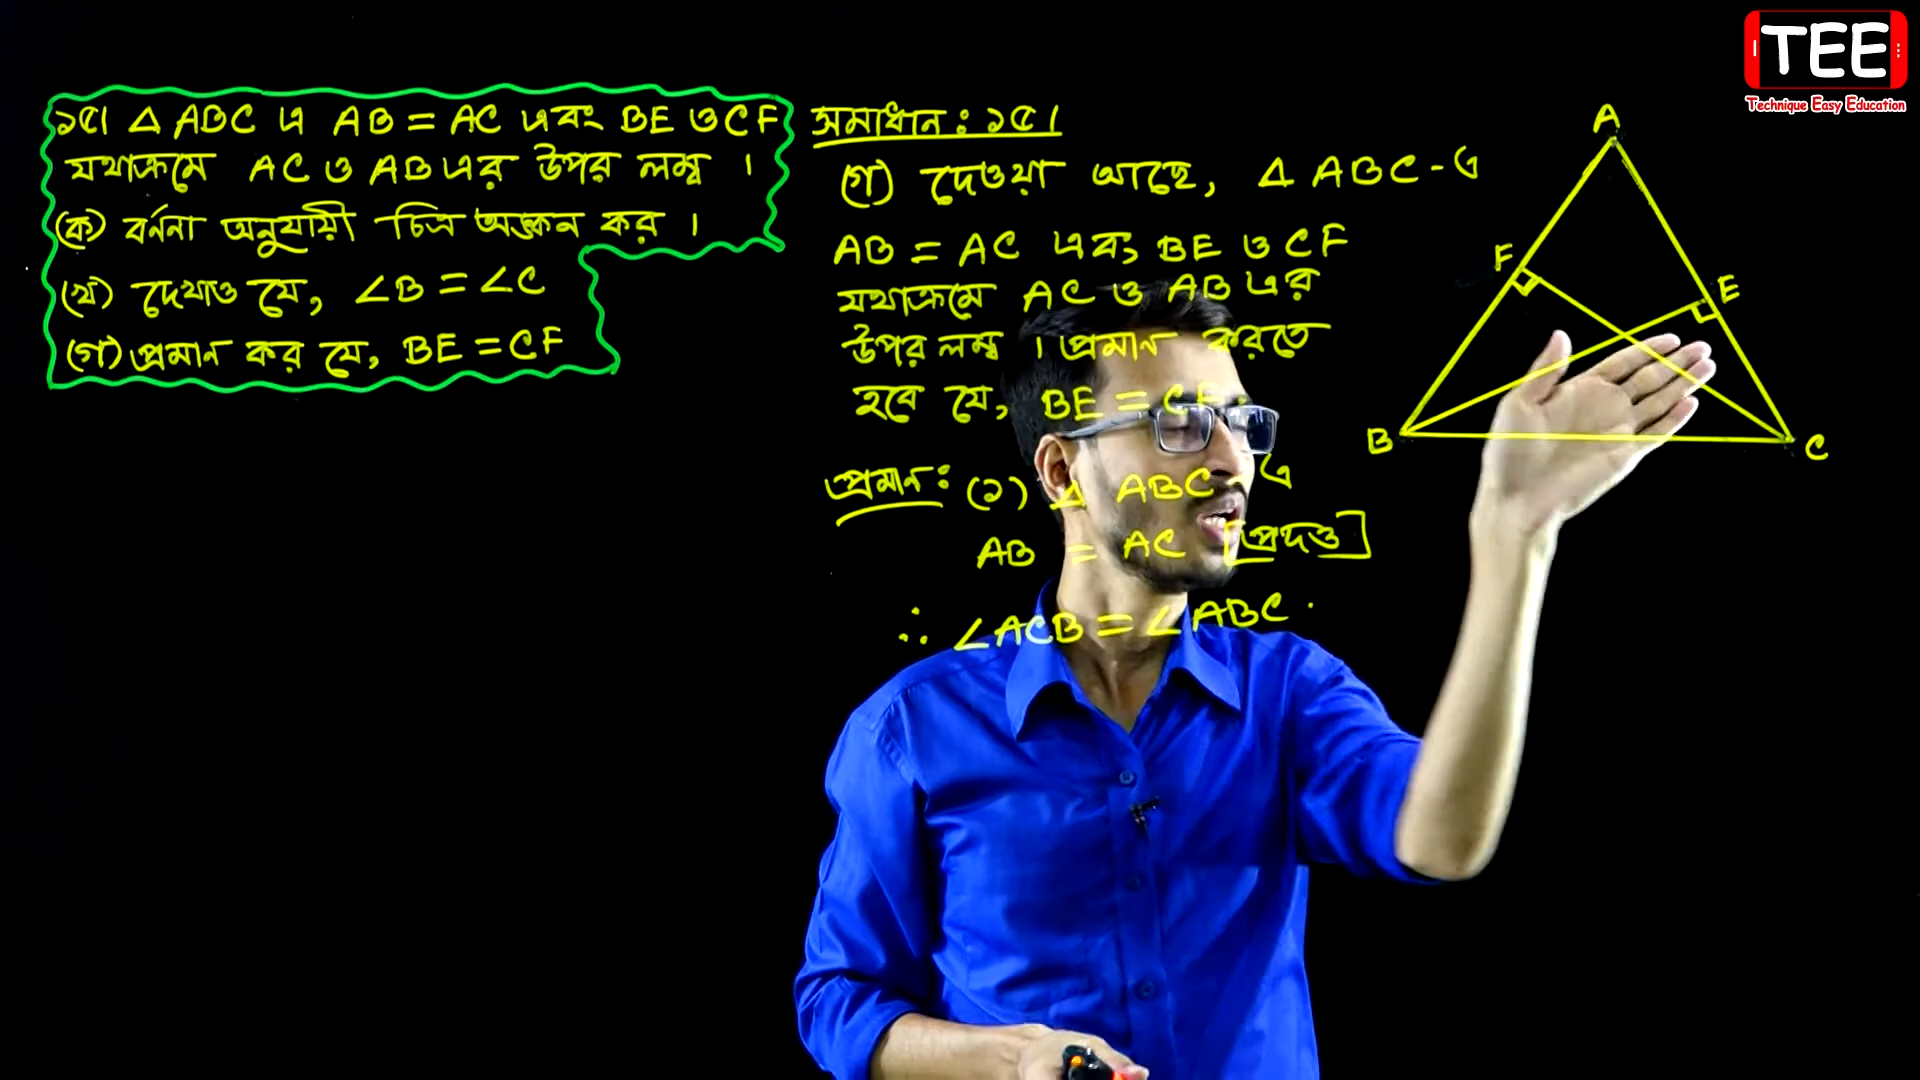 ১৫। △ ABC এ AB = AC এবং BE ও CF
যথাক্রমে AC ও AB এর উপর লম্ব ।
(ক) বর্ননা অনুযায়ী চিত্র অঙ্কন কর ।
(খ) দেখাও যে, ∠B = ∠C
(গ) প্রমান কর যে, BE = CF
সমাধান : ১৫।
(গ) দেওয়া আছে, △ ABC-এ
AB = AC এবং BE ও CF
যথাক্রমে AC ও AB এর
উপর লম্ব । প্রমান করতে
হবে যে, BE = CF .
প্রমান : (১) △ ABC-এ
AB = AC [প্রদত্ত]
∴ ∠ACB = ∠ABC .
A
F
E
B
C
TEE
Technique Easy Education